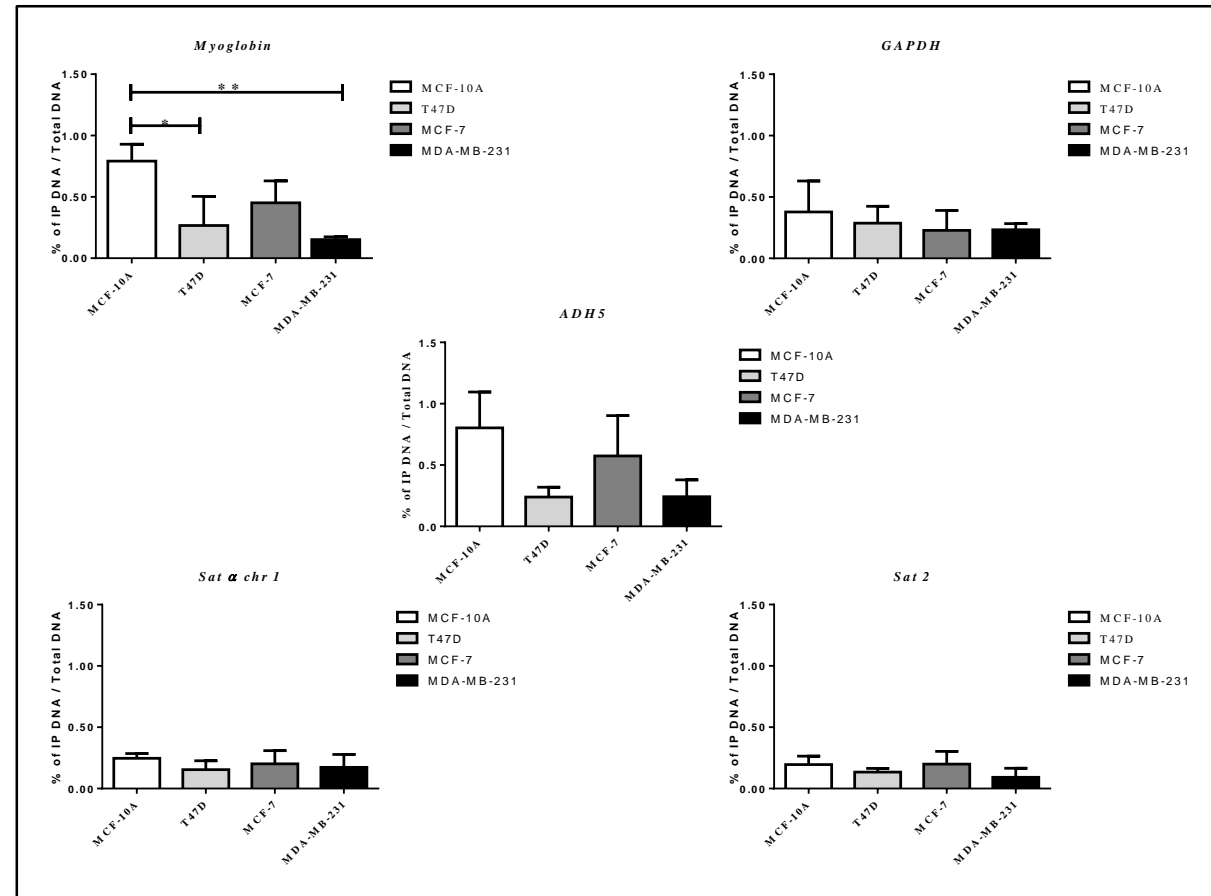 Myoglobin
% of IP DNA / Total DNA
1.50
1.00
0.50
0.00
* *
*
MCF-10A
T47D
MCF-7
MDA-MB-231
MCF-10A
T47D
MCF-7
MDA-MB-231
GAPDH
% of IP DNA / Total DNA
1.50
1.00
0.50
0.00
MCF-10A
T47D
MCF-7
MDA-MB-231
MCF-10A
T47D
MCF-7
MDA-MB-231
ADH5
% of IP DNA / Total DNA
1.5
1.0
0.5
0.0
MCF-10A
T47D
MCF-7
MDA-MB-231
MCF-10A
T47D
MCF-7
MDA-MB-231
Sat α chr 1
% of IP DNA / Total DNA
1.50
1.00
0.50
0.00
MCF-10A
T47D
MCF-7
MDA-MB-231
MCF-10A
T47D
MCF-7
MDA-MB-231
Sat 2
% of IP DNA / Total DNA
1.50
1.00
0.50
0.00
MCF-10A
T47D
MCF-7
MDA-MB-231
MCF-10A
T47D
MCF-7
MDA-MB-231